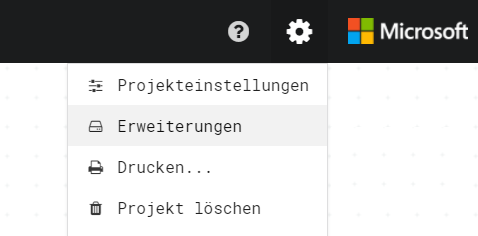 Microsoft
Projekteinstellungen
Erweiterungen
Drucken...
Projekt löschen